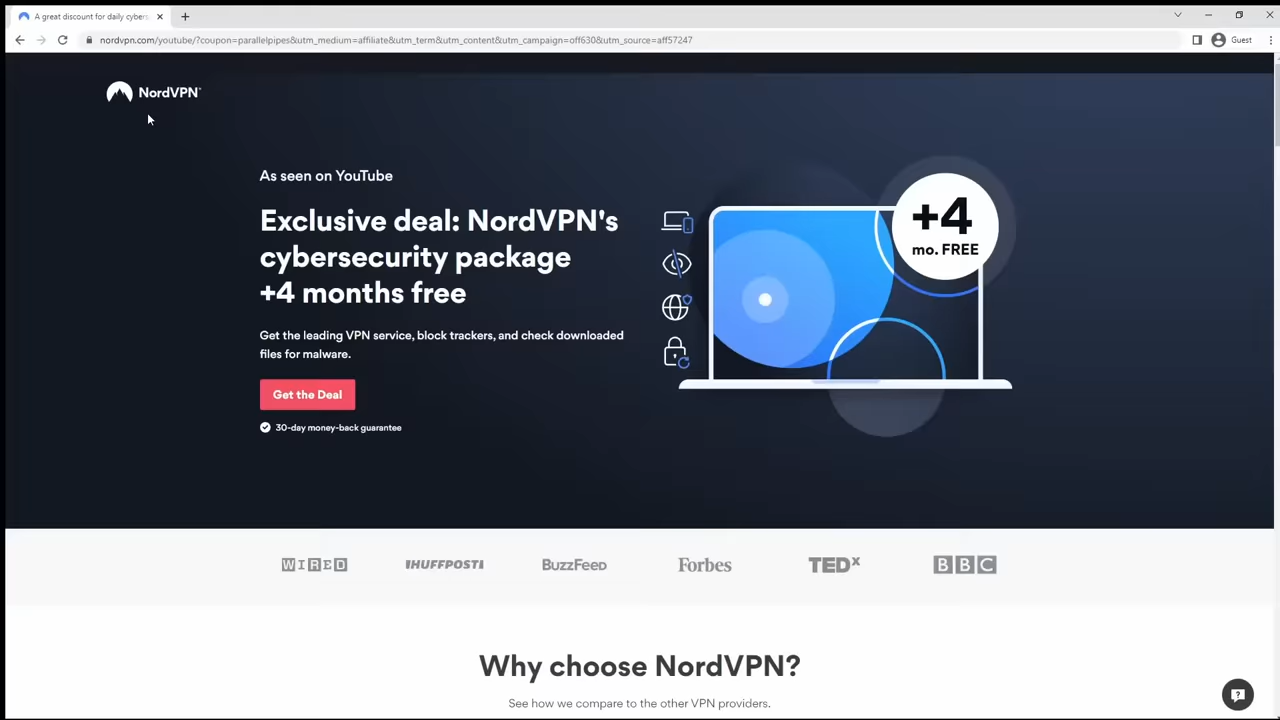 A great discount for daily cybers
nordvpn.com/youtube/?coupon=parallelpipes&utm_medium=affiliate&utm_term&utm_content&utm_campaign=off630&utm_source=aff57247
Guest
NordVPN®
As seen on YouTube
Exclusive deal: NordVPN's
cybersecurity package
+4 months free
Get the leading VPN service, block trackers, and check downloaded
files for malware.
Get the Deal
30-day money-back guarantee
+4
mo. FREE
WIRED
IHUFFPOSTI
BuzzFeed
Forbes
TEDx
BBC
Why choose NordVPN?
See how we compare to the other VPN providers.